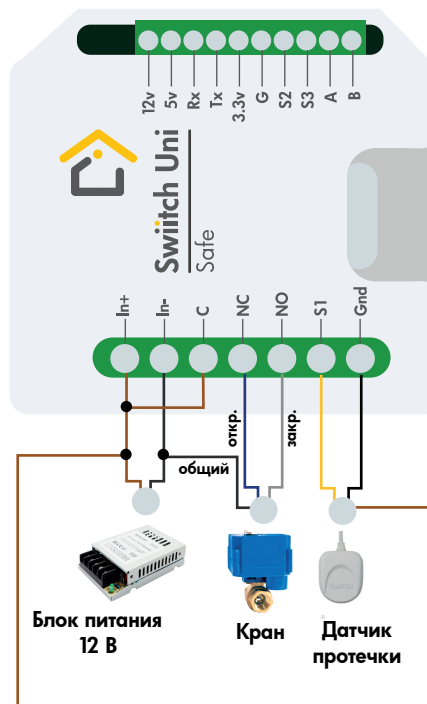 12v
5v
Rx
Tx
3.3v
G
S2
S3
A
B
Swiitch Uni
Safe
In+
In-
C
NC
NO
S1
Gnd
откр.
закр.
общий
Блок питания
12 В
Кран
Датчик
протечки